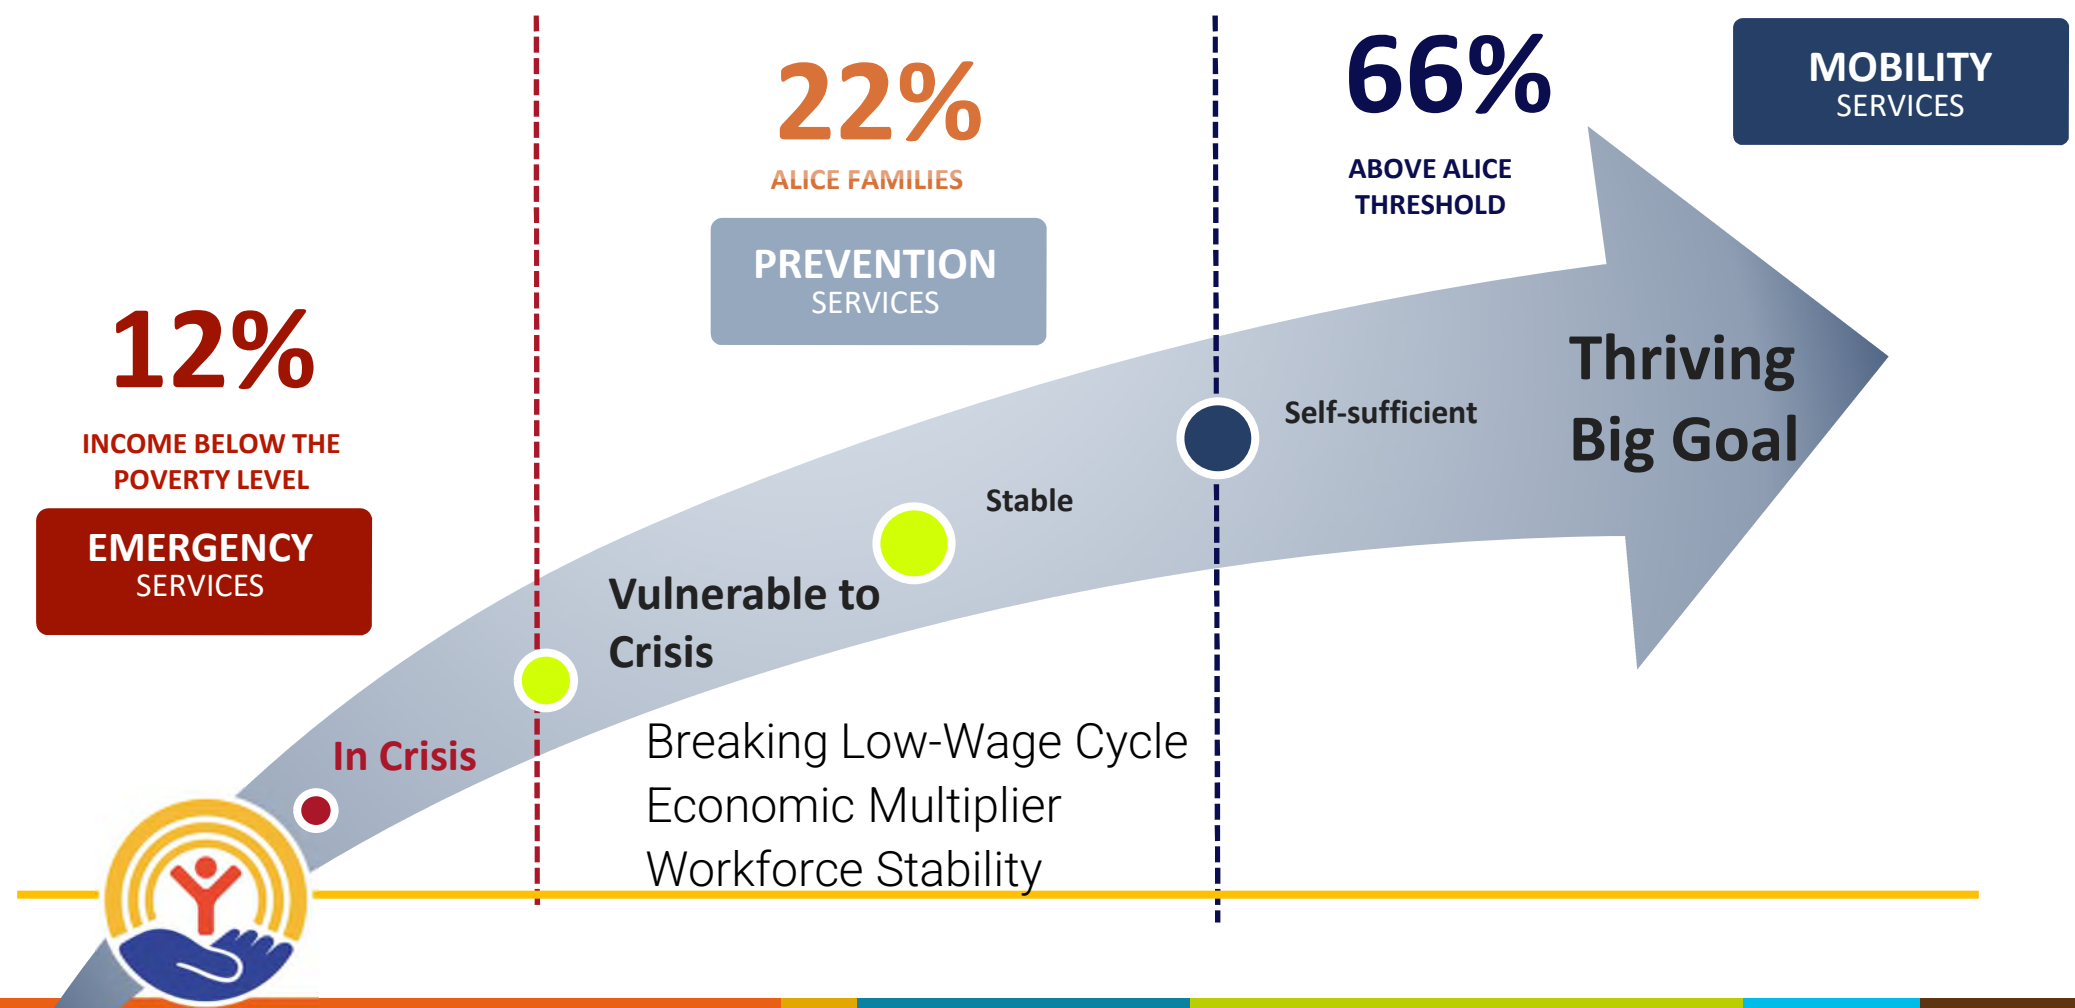 12%
INCOME BELOW THE
POVERTY LEVEL
EMERGENCY
SERVICES
In Crisis
22%
ALICE FAMILIES
PREVENTION
SERVICES
Vulnerable to
Crisis
Stable
Breaking Low-Wage Cycle
Economic Multiplier
Workforce Stability
66%
ABOVE ALICE
THRESHOLD
MOBILITY
SERVICES
Self-sufficient
Thriving
Big Goal